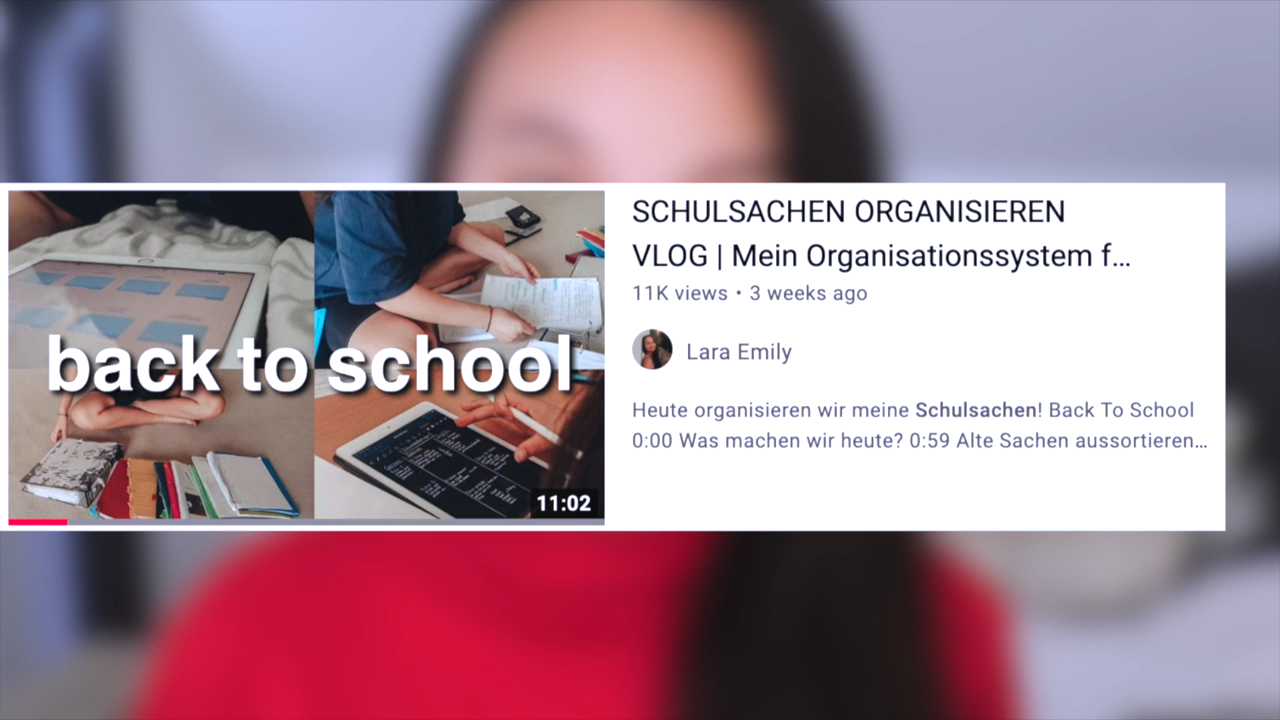 back to school
11:02
SCHULSACHEN ORGANISIEREN
VLOG | Mein Organisationssystem f…
11K views • 3 weeks ago
Lara Emily
Heute organisieren wir meine Schulsachen! Back To School
0:00 Was machen wir heute? 0:59 Alte Sachen aussortieren…